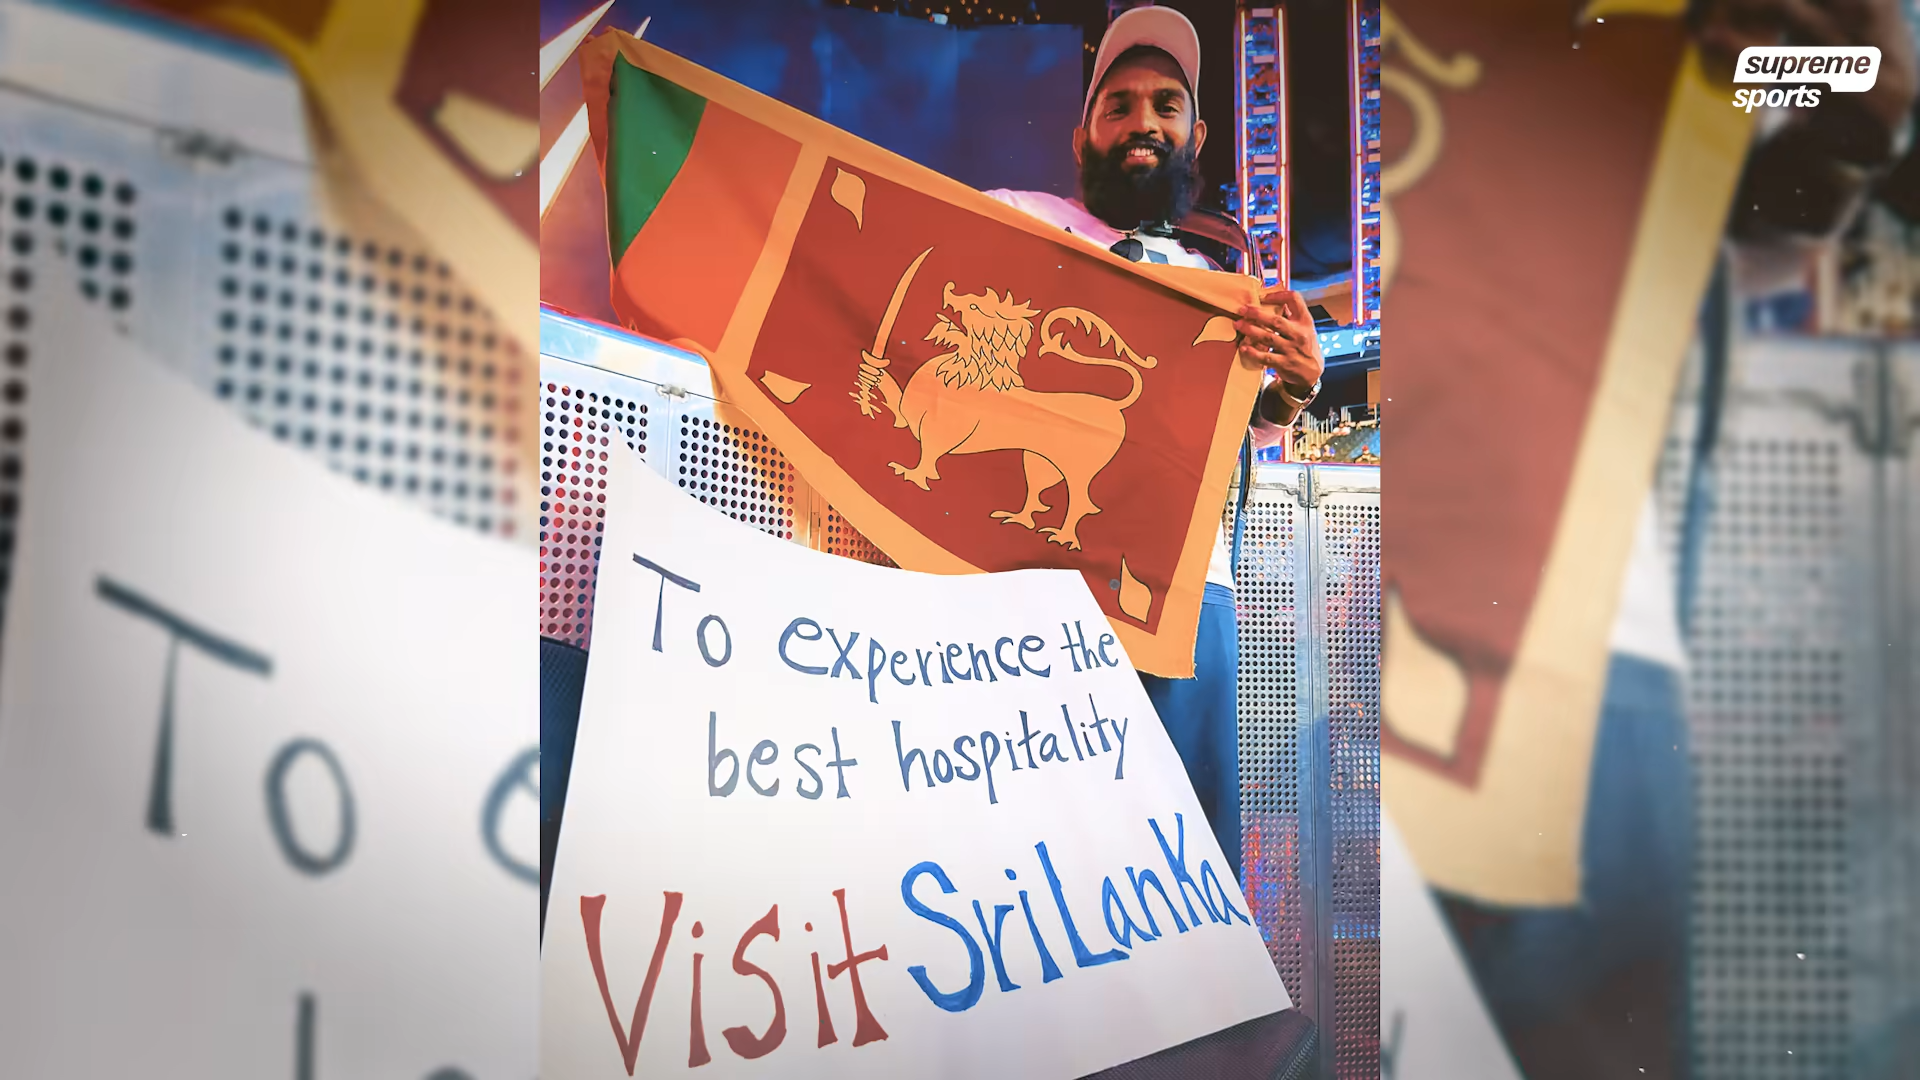 supreme
sports
To experience the
best hospitality
Visit SriLanKa